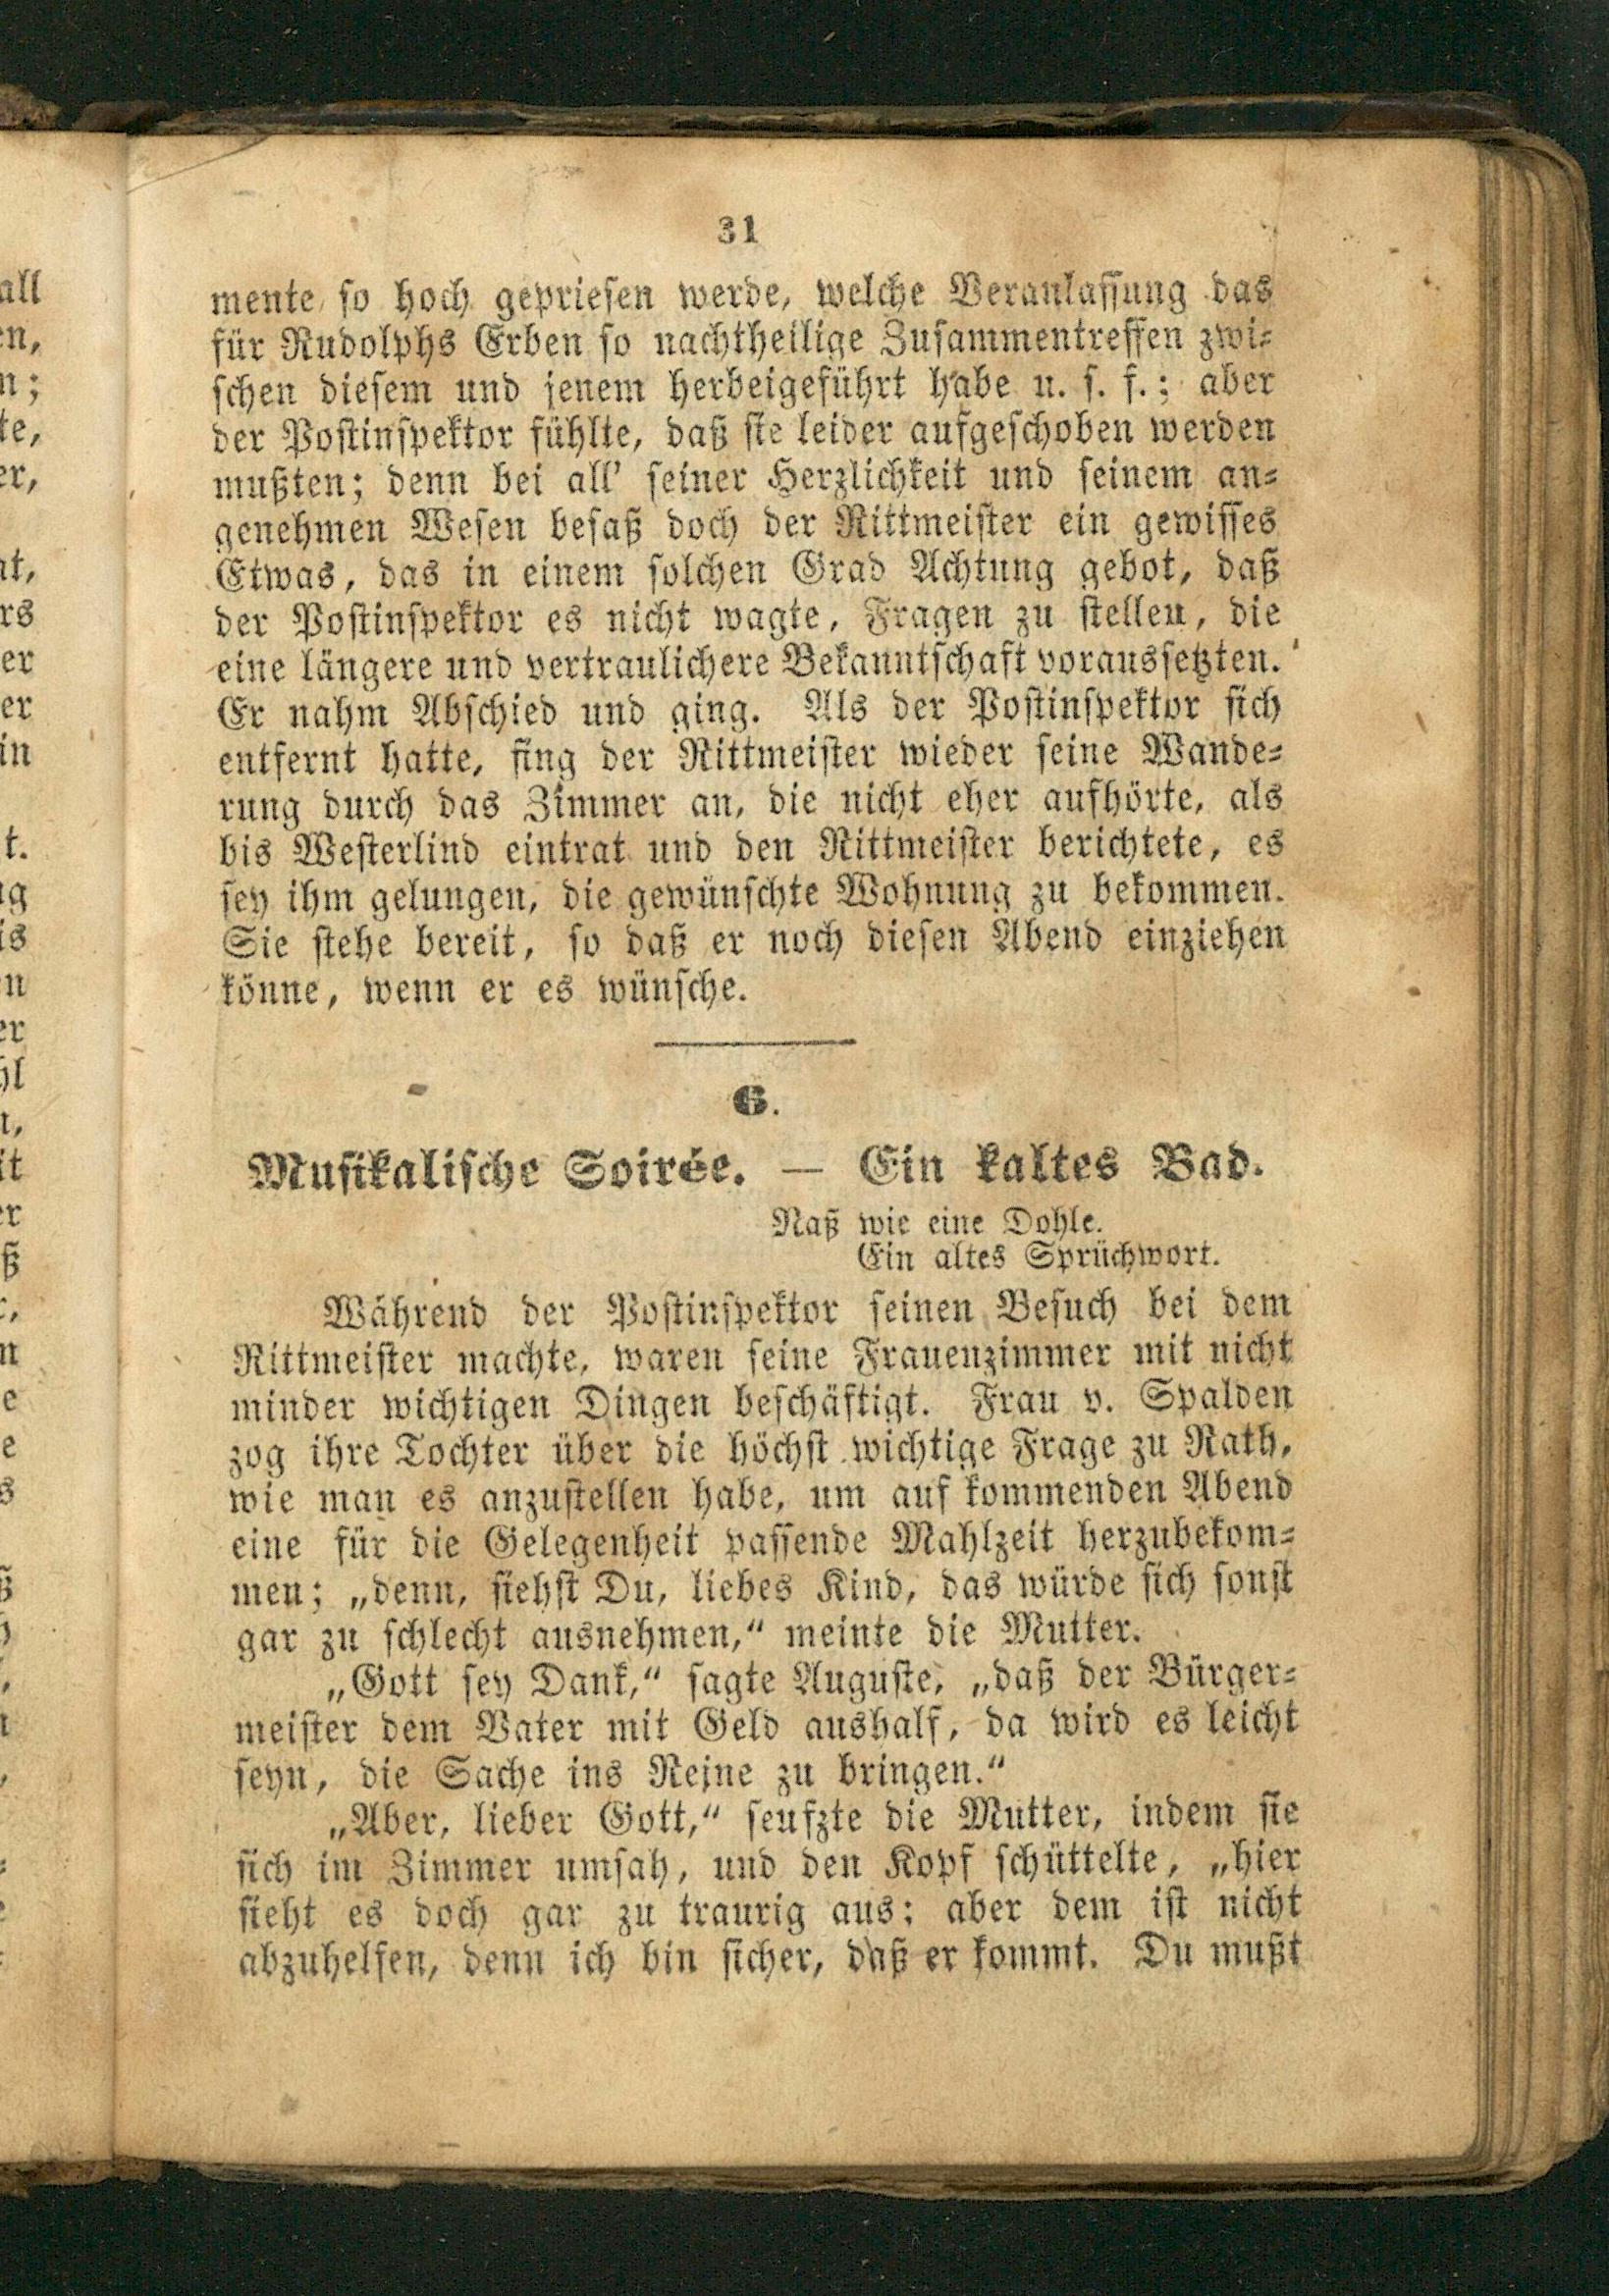 31
mente so hoch gepriesen werde, welche Veranlassung das
für Rudolphs Erben so nachtheilige Zusammentreffen zwi-
schen diesem und jenem herbeigeführt habe u. s. f.; aber
der Postinspektor fühlte, daß sie leider aufgeschoben werden
mußten; denn bei all' seiner Herzlichkeit und seinem an-
genehmen Wesen besaß doch der Rittmeister ein gewisses
Etwas, das in einem solchen Grad Achtung gebot, daß
der Postinspektor es nicht wagte, Fragen zu stellen, die
eine längere und vertraulichere Bekanntschaft voraussetzten.
Er nahm Abschied und ging. Als der Postinspektor sich
entfernt hatte, fing der Rittmeister wieder seine Wande-
rung durch das Zimmer an, die nicht eher aufhörte, als
bis Westerlind eintrat und den Rittmeister berichtete, es
sey ihm gelungen, die gewünschte Wohnung zu bekommen.
Sie stehe bereit, so daß er noch diesen Abend einziehen
könne, wenn er es wünsche.
6.
Musikalische Soirée. — Ein kaltes Bad.
Naß wie eine Dohle.
Ein altes Sprüchwort.
Während der Postinspektor seinen Besuch bei dem
Rittmeister machte, waren seine Frauenzimmer mit nicht
minder wichtigen Dingen beschäftigt. Frau v. Spalden
zog ihre Tochter über die höchst wichtige Frage zu Rath,
wie man es anzustellen habe, um auf kommenden Abend
eine für die Gelegenheit passende Mahlzeit herzubekom-
men; „denn, siehst Du, liebes Kind, das würde sich sonst
gar zu schlecht ausnehmen,“ meinte die Mutter.
„Gott sey Dank,“ sagte Auguste, „daß der Bürger-
meister dem Vater mit Geld aushalf, da wird es leicht
seyn, die Sache ins Reine zu bringen.“
„Aber, lieber Gott,“ seufzte die Mutter, indem sie
sich im Zimmer umsah, und den Kopf schüttelte, „hier
sieht es doch gar zu traurig aus; aber dem ist nicht
abzuhelfen, denn ich bin sicher, daß er kommt. Du mußt